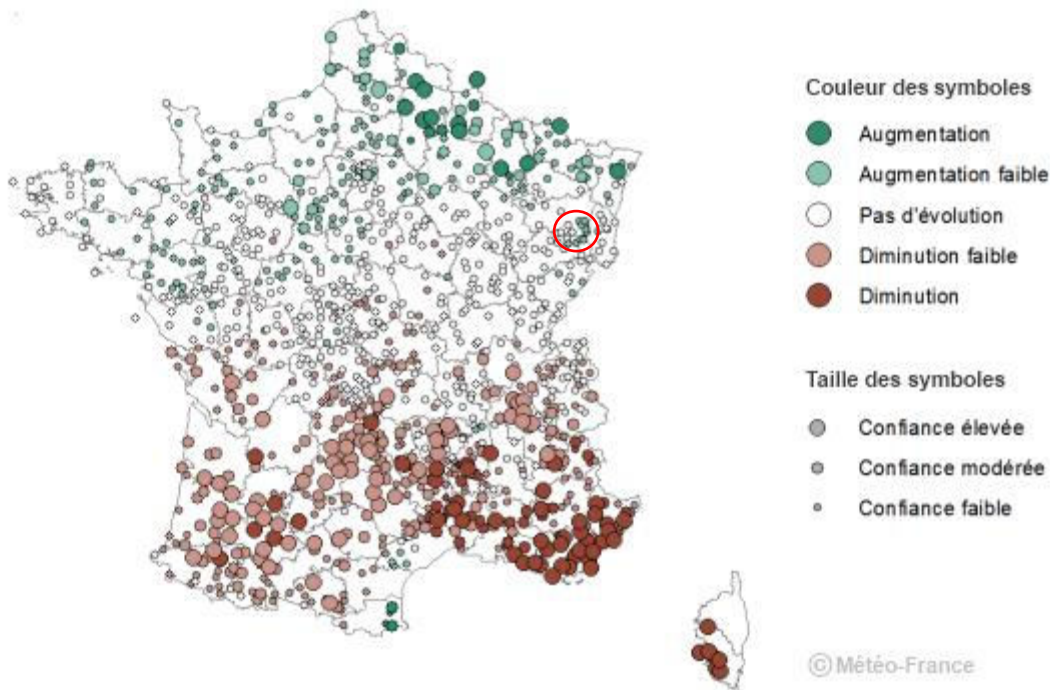 Couleur des symboles
Augmentation
Augmentation faible
Pas d'évolution
Diminution faible
Diminution
Taille des symboles
Confiance élevée
Confiance modérée
Confiance faible
© Météo-France